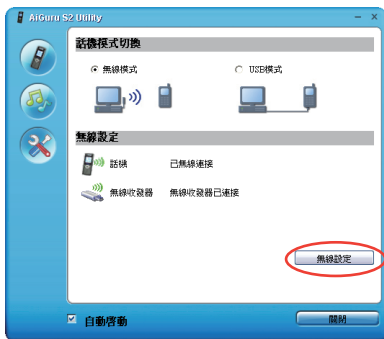 AiGuru S2 Utility
話機模式切換
無線模式
USB模式
無線設定
話機 已無線連接
無線收發器 無線收發器已連接
無線設定
自動啓動
關閉